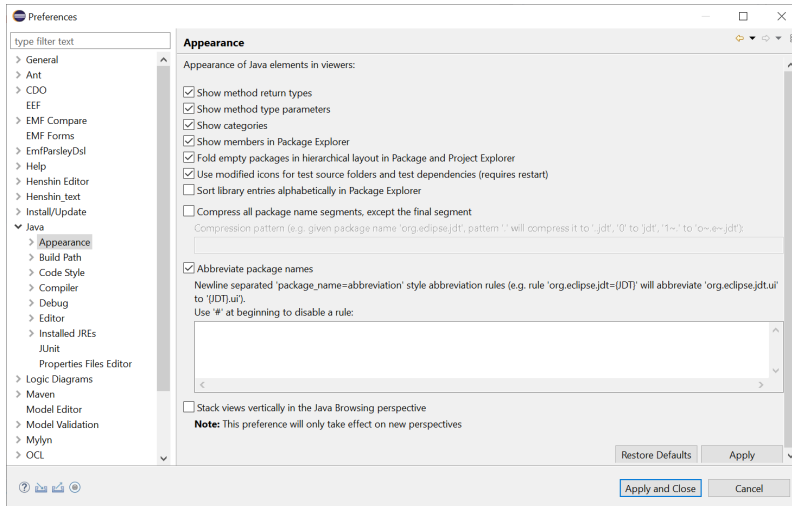 Preferences
type filter text
General
Ant
CDO
EEF
EMF Compare
EMF Forms
EmfParsleyDsl
Help
Henshin Editor
Henshin_text
Install/Update
Java
Appearance
Build Path
Code Style
Compiler
Debug
Editor
Installed JREs
JUnit
Properties Files Editor
Logic Diagrams
Maven
Model Editor
Model Validation
Mylyn
OCL
Appearance
Appearance of Java elements in viewers:
Show method return types
Show method type parameters
Show categories
Show members in Package Explorer
Fold empty packages in hierarchical layout in Package and Project Explorer
Use modified icons for test source folders and test dependencies (requires restart)
Sort library entries alphabetically in Package Explorer
Compress all package name segments, except the final segment
Compression pattern (e.g. given package name 'org.eclipse.jdt', pattern '.' will compress it to '..jdt', '0' to 'jdt', '1~.' to 'o~.e~.jdt'):
Abbreviate package names
Newline separated 'package_name=abbreviation' style abbreviation rules (e.g. rule 'org.eclipse.jdt={JDT}' will abbreviate 'org.eclipse.jdt.ui'
to '{JDT}.ui').
Use '#' at beginning to disable a rule:
Stack views vertically in the Java Browsing perspective
Note: This preference will only take effect on new perspectives
Restore Defaults
Apply
Apply and Close
Cancel